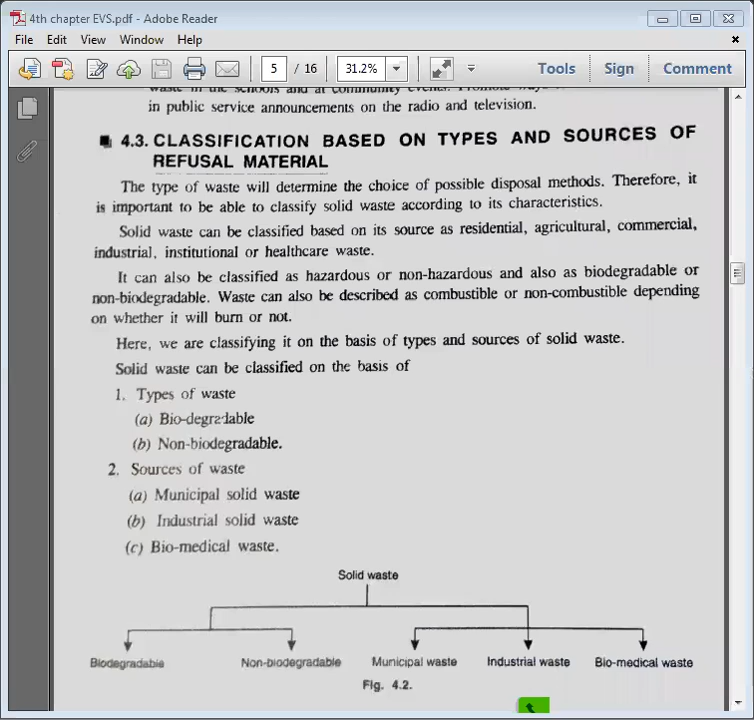 4th chapter EVS.pdf - Adobe Reader
File Edit View Window Help
5 / 16 31.2% Tools Sign Comment
in public service announcements on the radio and television.
4.3. CLASSIFICATION BASED ON TYPES AND SOURCES OF
REFUSAL MATERIAL
The type of waste will determine the choice of possible disposal methods. Therefore, it
is important to be able to classify solid waste according to its characteristics.
Solid waste can be classified based on its source as residential, agricultural, commercial,
industrial, institutional or healthcare waste.
It can also be classified as hazardous or non-hazardous and also as biodegradable or
non-biodegradable. Waste can also be described as combustible or non-combustible depending
on whether it will burn or not.
Here, we are classifying it on the basis of types and sources of solid waste.
Solid waste can be classified on the basis of
1. Types of waste
(a) Bio-degradable
(b) Non-biodegradable.
2. Sources of waste
(a) Municipal solid waste
(b) Industrial solid waste
(c) Bio-medical waste.
Solid waste
Biodegradable Non-biodegradable Municipal waste Industrial waste Bio-medical waste
Fig. 4.2.